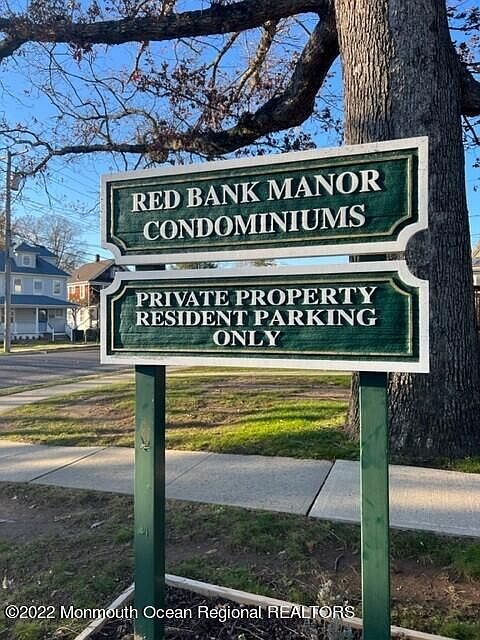 RED BANK MANOR
CONDOMINIUMS
PRIVATE PROPERTY
RESIDENT PARKING
ONLY
©2022 Monmouth Ocean Regional REALTORS